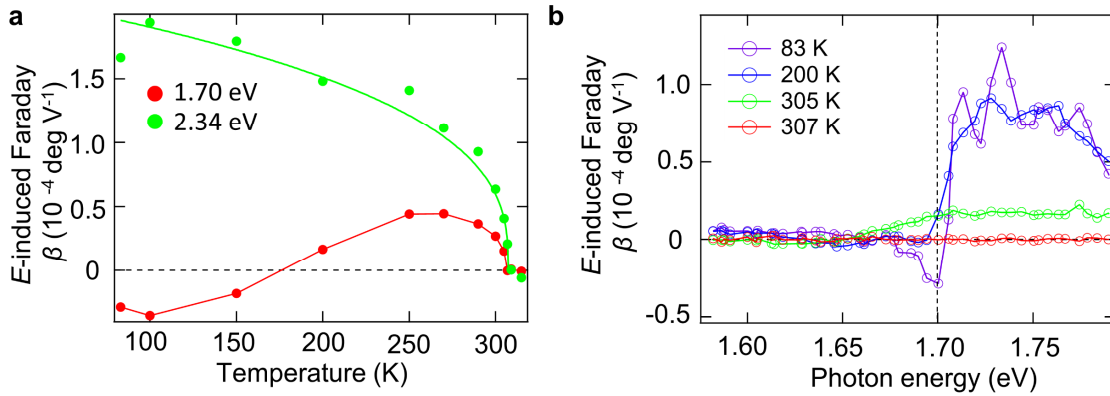 a
E-induced Faraday
β (10⁻⁴ deg V⁻¹)
1.5
1.0
0.5
0
1.70 eV
2.34 eV
100 150 200 250 300
Temperature (K)
b
E-induced Faraday
β (10⁻⁴ deg V⁻¹)
1.0
0.5
0
-0.5
83 K
200 K
305 K
307 K
1.60 1.65 1.70 1.75
Photon energy (eV)